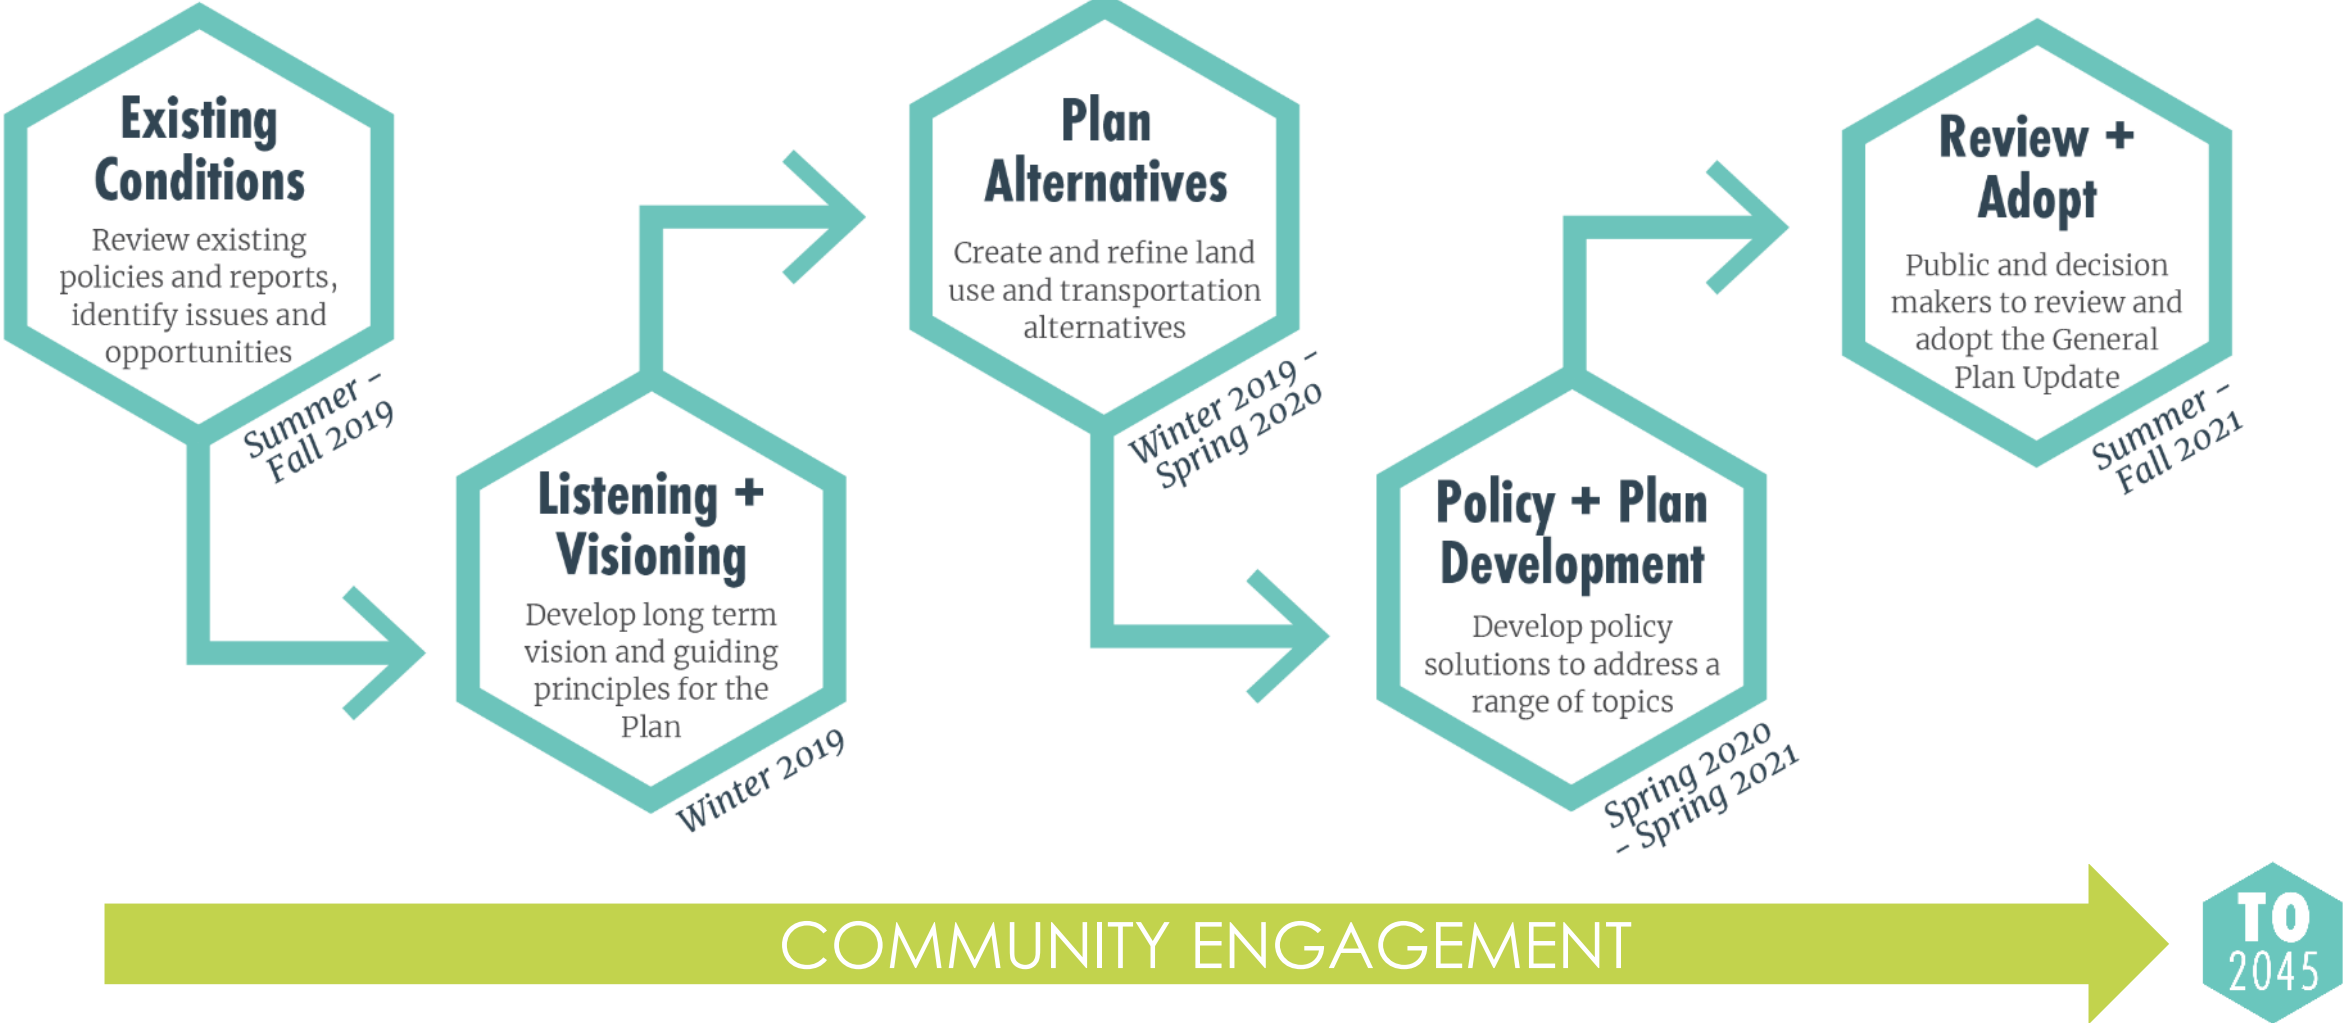 Existing
Conditions
Review existing
policies and reports,
identify issues and
opportunities
Summer –
Fall 2019
Listening +
Visioning
Develop long term
vision and guiding
principles for the
Plan
Winter 2019
Plan
Alternatives
Create and refine land
use and transportation
alternatives
Winter 2019 –
Spring 2020
Policy + Plan
Development
Develop policy
solutions to address a
range of topics
Spring 2020
– Spring 2021
Review +
Adopt
Public and decision
makers to review and
adopt the General
Plan Update
Summer –
Fall 2021
COMMUNITY ENGAGEMENT
TO
2045